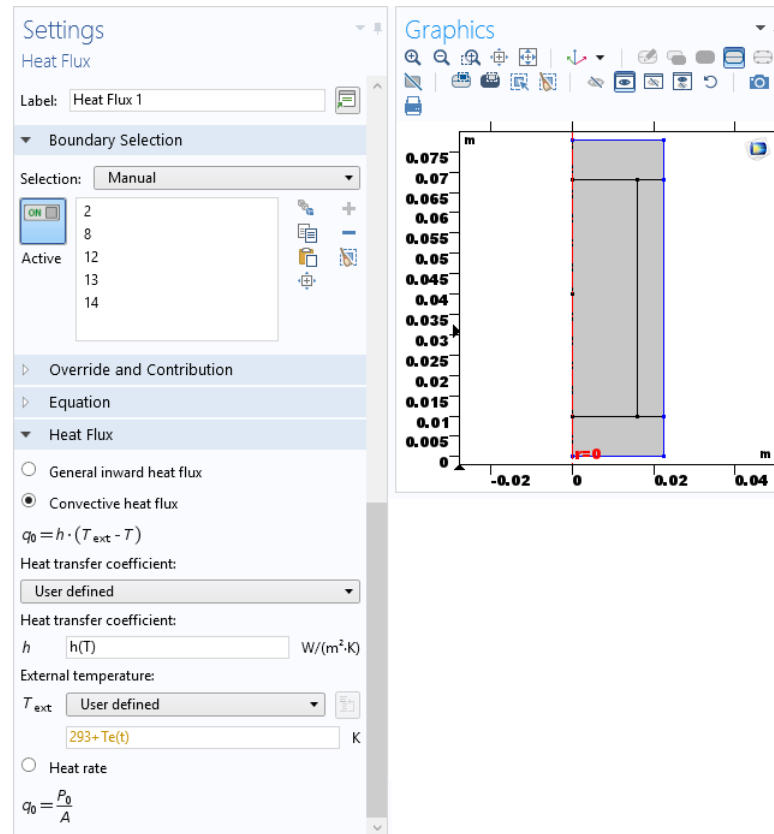 Settings
Heat Flux
Label: Heat Flux 1
Boundary Selection
Selection: Manual
ON
Active
2
8
12
13
14
Override and Contribution
Equation
Heat Flux
General inward heat flux
Convective heat flux
q₀ = h · (T_ext - T)
Heat transfer coefficient:
User defined
Heat transfer coefficient:
h h(T) W/(m²·K)
External temperature:
T_ext User defined
293+Te(t) K
Heat rate
q₀ = P₀/A
Graphics
m
0.075
0.07
0.065
0.06
0.055
0.05
0.045
0.04
0.035
0.03
0.025
0.02
0.015
0.01
0.005
0
r=0
m
-0.02 0 0.02 0.04